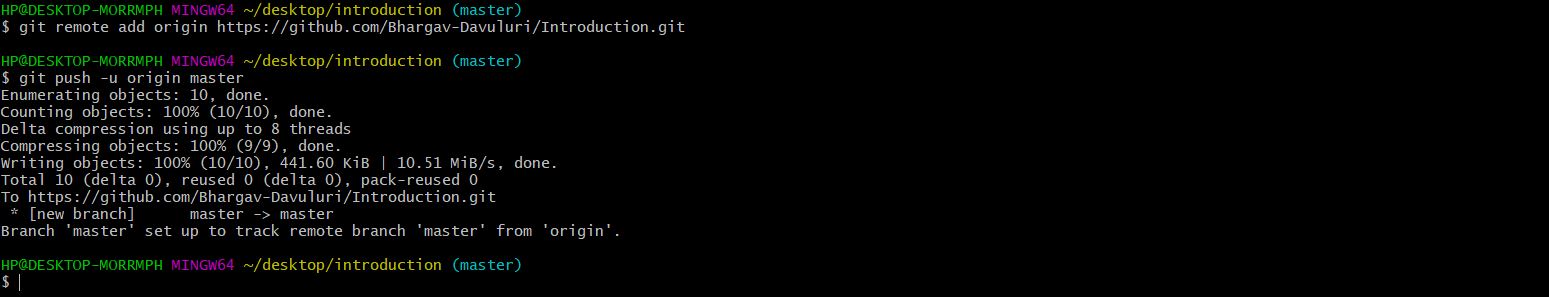 HP@DESKTOP-MORRMPH MINGW64 ~/desktop/introduction (master)
$ git remote add origin https://github.com/Bhargav-Davuluri/Introduction.git
HP@DESKTOP-MORRMPH MINGW64 ~/desktop/introduction (master)
$ git push -u origin master
Enumerating objects: 10, done.
Counting objects: 100% (10/10), done.
Delta compression using up to 8 threads
Compressing objects: 100% (9/9), done.
Writing objects: 100% (10/10), 441.60 KiB | 10.51 MiB/s, done.
Total 10 (delta 0), reused 0 (delta 0), pack-reused 0
To https://github.com/Bhargav-Davuluri/Introduction.git
 * [new branch]      master -> master
Branch 'master' set up to track remote branch 'master' from 'origin'.
HP@DESKTOP-MORRMPH MINGW64 ~/desktop/introduction (master)
$